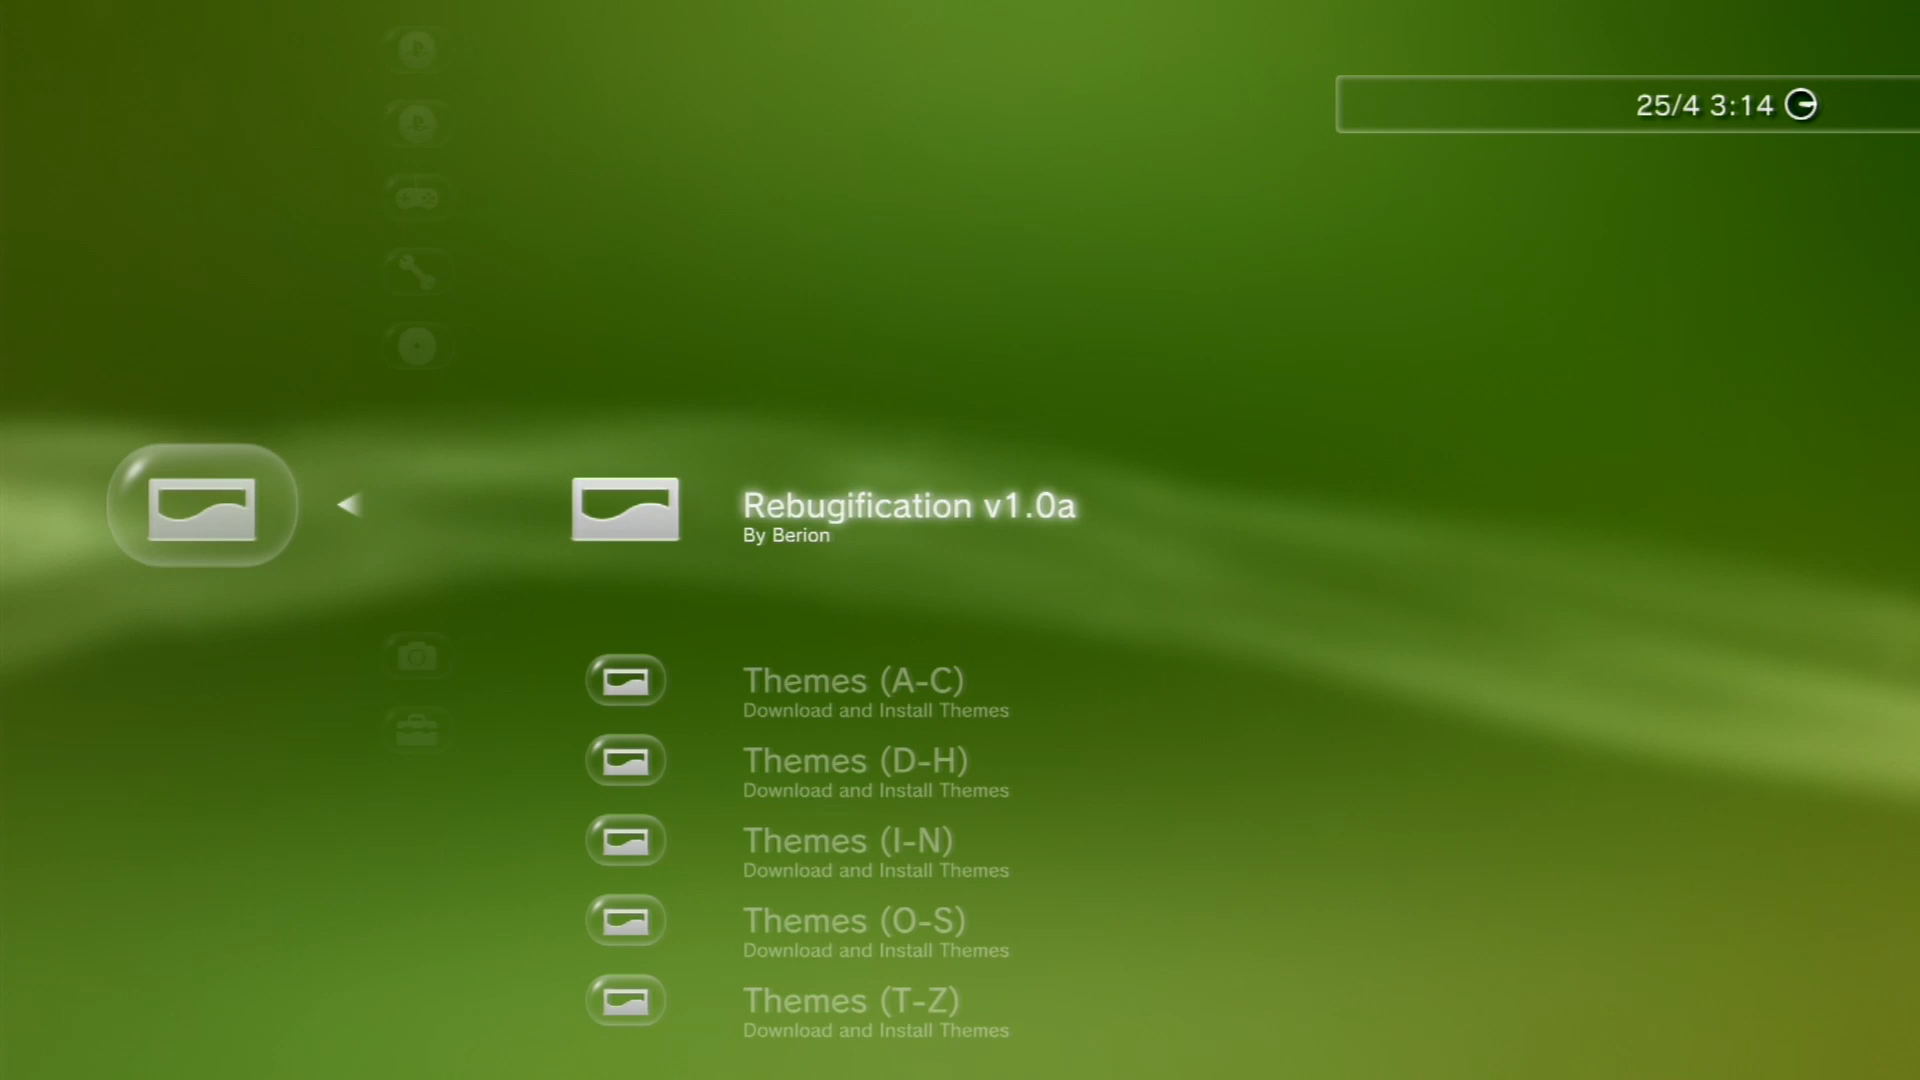 25/4 3:14
Rebugification v1.0a
By Berion
Themes (A-C)
Download and Install Themes
Themes (D-H)
Download and Install Themes
Themes (I-N)
Download and Install Themes
Themes (O-S)
Download and Install Themes
Themes (T-Z)
Download and Install Themes